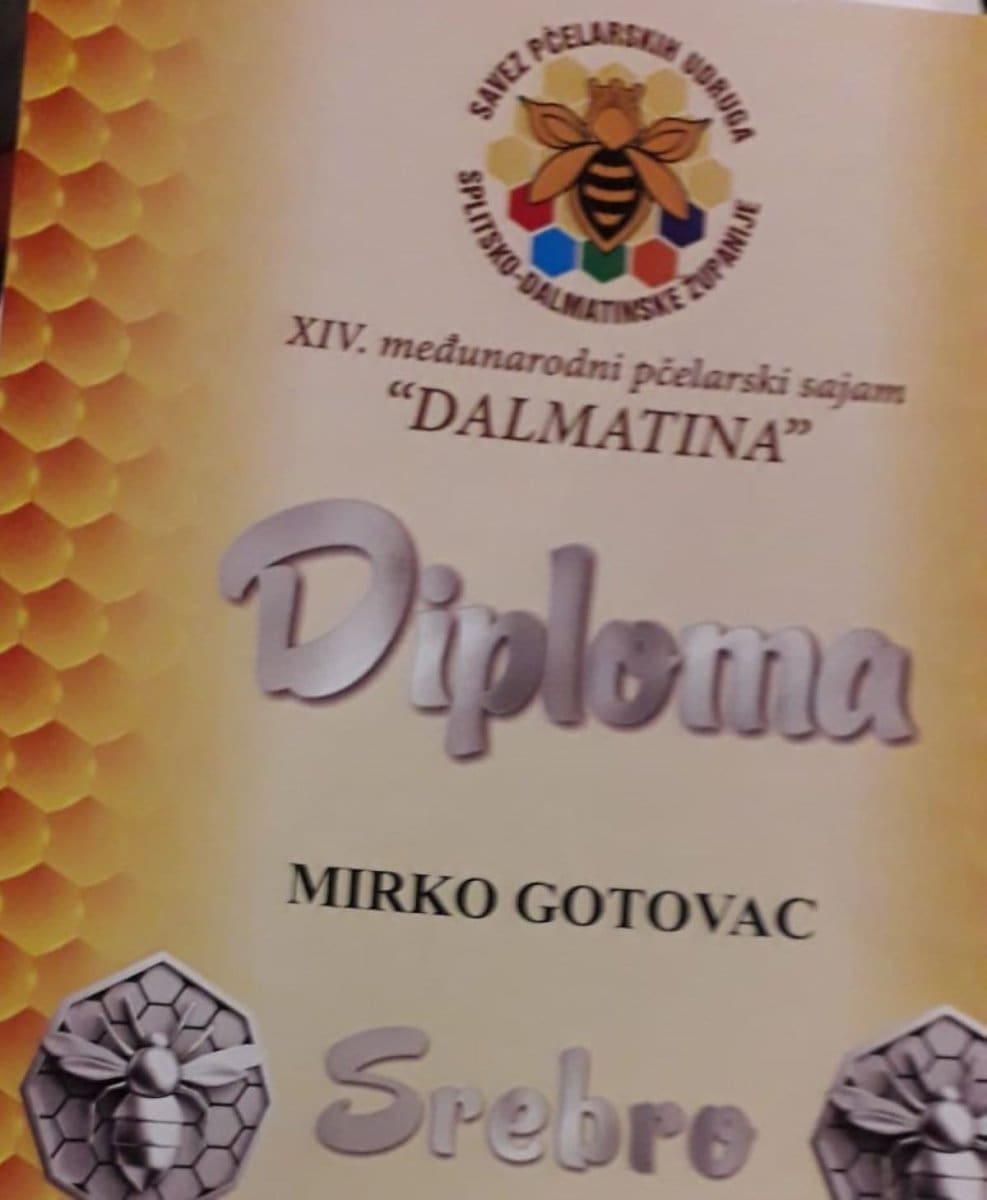 SAVEZ PČELARSKIH UDRUGA
SPLITSKO-DALMATINSKE ŽUPANIJE
XIV. međunarodni pčelarski sajam
“DALMATINA”
Diploma
MIRKO GOTOVAC
Srebro